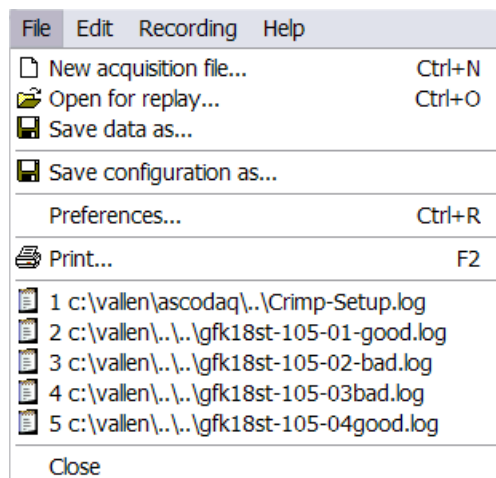 File Edit Recording Help
New acquisition file... Ctrl+N
Open for replay... Ctrl+O
Save data as...
Save configuration as...
Preferences... Ctrl+R
Print... F2
1 c:\vallen\ascodaq\..\Crimp-Setup.log
2 c:\vallen\..\..\gfk18st-105-01-good.log
3 c:\vallen\..\..\gfk18st-105-02-bad.log
4 c:\vallen\..\..\gfk18st-105-03bad.log
5 c:\vallen\..\..\gfk18st-105-04good.log
Close